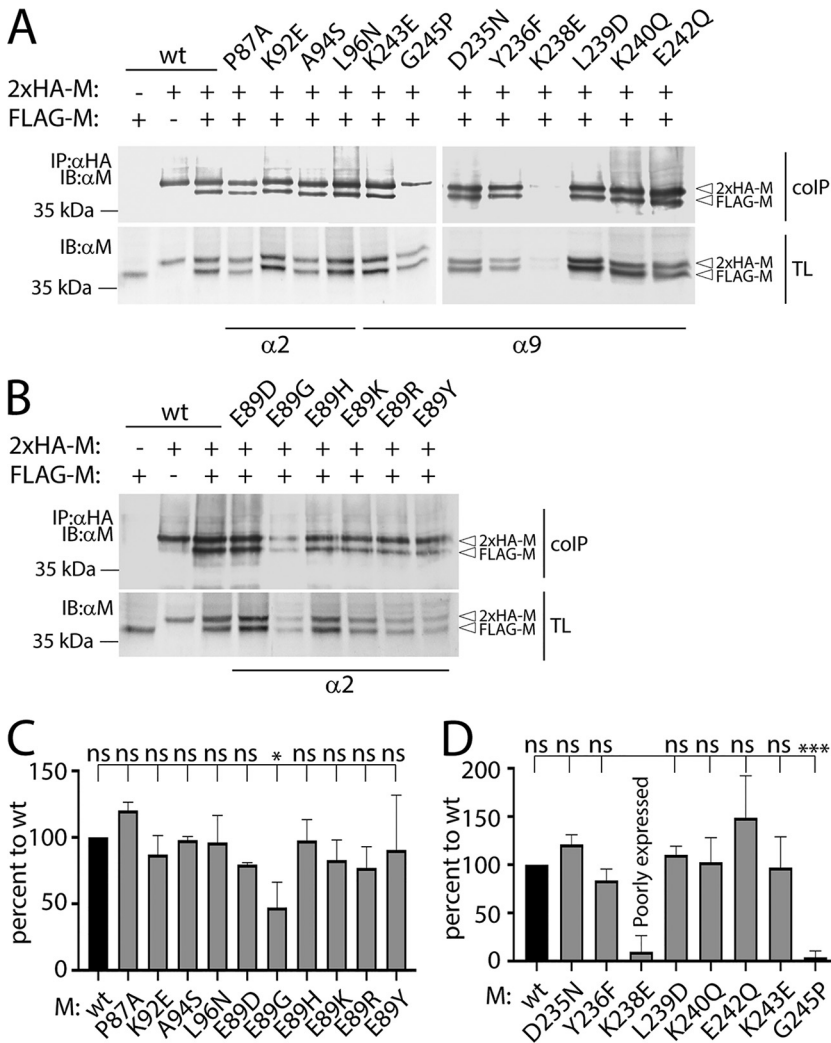 A
wt P87A K92E A94S L96N K243E G245P D235N Y236F K238E L239D K240Q E242Q
2xHA-M: - + + + + + + + + + + + + + +
FLAG-M: + - + + + + + + + + + + + + +
IP:αHA
IB:αM
35 kDa
2xHA-M
FLAG-M
coIP
IB:αM
35 kDa
2xHA-M
FLAG-M
TL
α2 α9
B
wt E89D E89G E89H E89K E89R E89Y
2xHA-M: - + + + + + + + +
FLAG-M: + - + + + + + + +
IP:αHA
IB:αM
35 kDa
2xHA-M
FLAG-M
coIP
IB:αM
35 kDa
2xHA-M
FLAG-M
TL
α2
C
ns ns ns ns ns ns * ns ns ns ns
percent to wt
150
100
50
0
M: wt P87A K92E A94S L96N E89D E89G E89H E89K E89R E89Y
D
ns ns ns ns ns ns ns ***
percent to wt
200
150
100
50
0
Poorly expressed
M: wt D235N Y236F K238E L239D K240Q E242Q K243E G245P